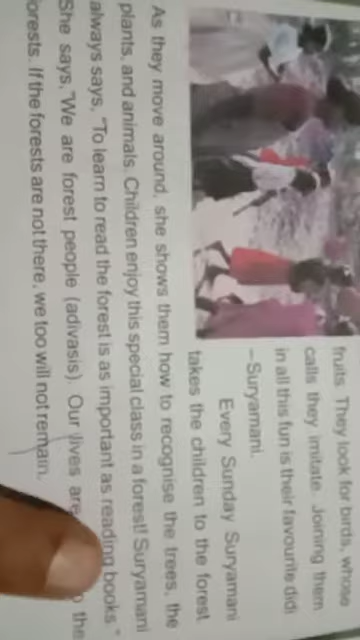 fruits. They look for birds, whose
calls they imitate. Joining them
in all this fun is their favourite didi
–Suryamani.
Every Sunday Suryamani
takes the children to the forest.
As they move around, she shows them how to recognise the trees, the
plants, and animals. Children enjoy this special class in a forest! Suryamani
always says, "To learn to read the forest is as important as reading books."
She says, "We are forest people (adivasis). Our lives are the
forests. If the forests are not there, we too will not remain.